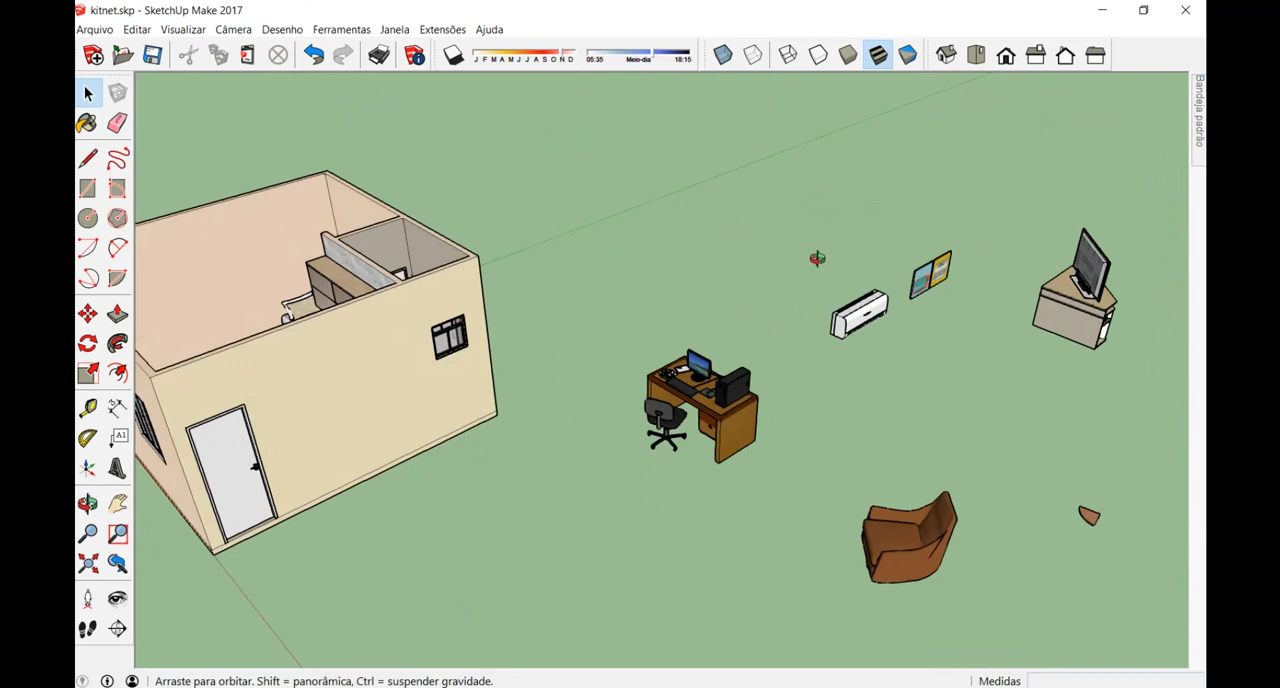 kitnet.skp - SketchUp Make 2017
Arquivo Editar Visualizar Câmera Desenho Ferramentas Janela Extensões Ajuda
J F M A M J J A S O N D
05:35 Meio-dia 18:15
Bandeja padrão
A1
Arraste para orbitar. Shift = panorâmica, Ctrl = suspender gravidade.
Medidas